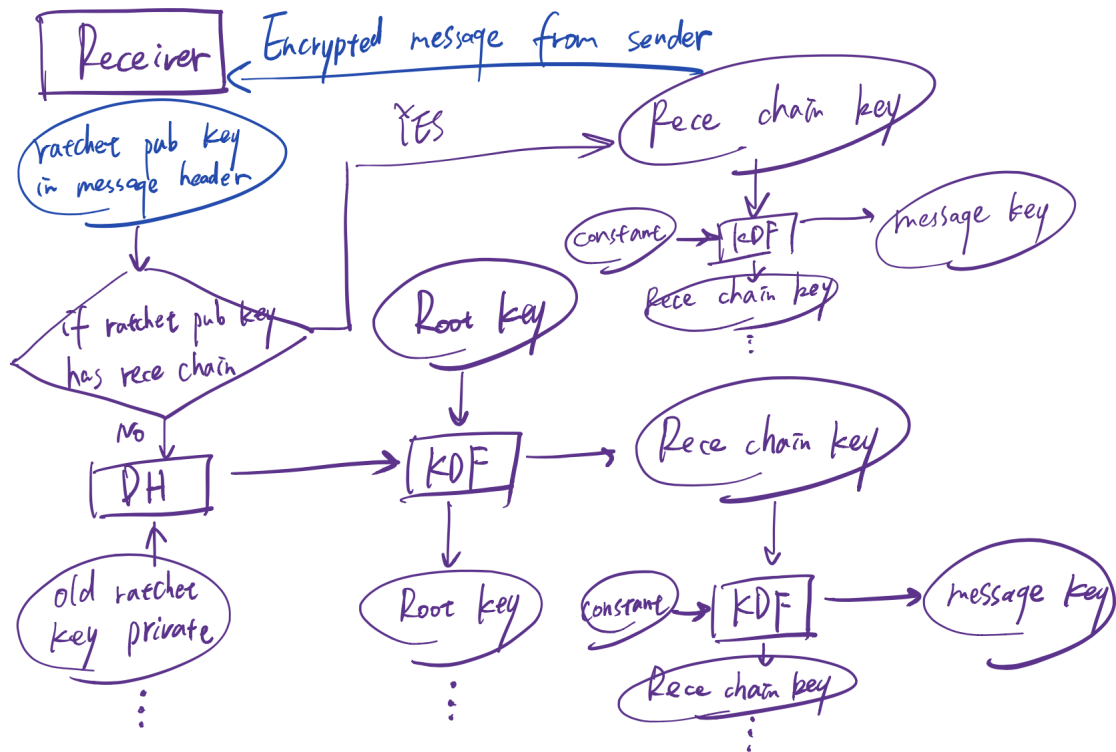 Receiver
Encrypted message from sender
ratchet pub key
in message header
YES
Rece chain key
constant
KDF
message key
Rece chain key
if ratchet pub key
has rece chain
Root key
No
DH
KDF
Rece chain key
old ratchet
key private
Root key
constant
KDF
message key
Rece chain key